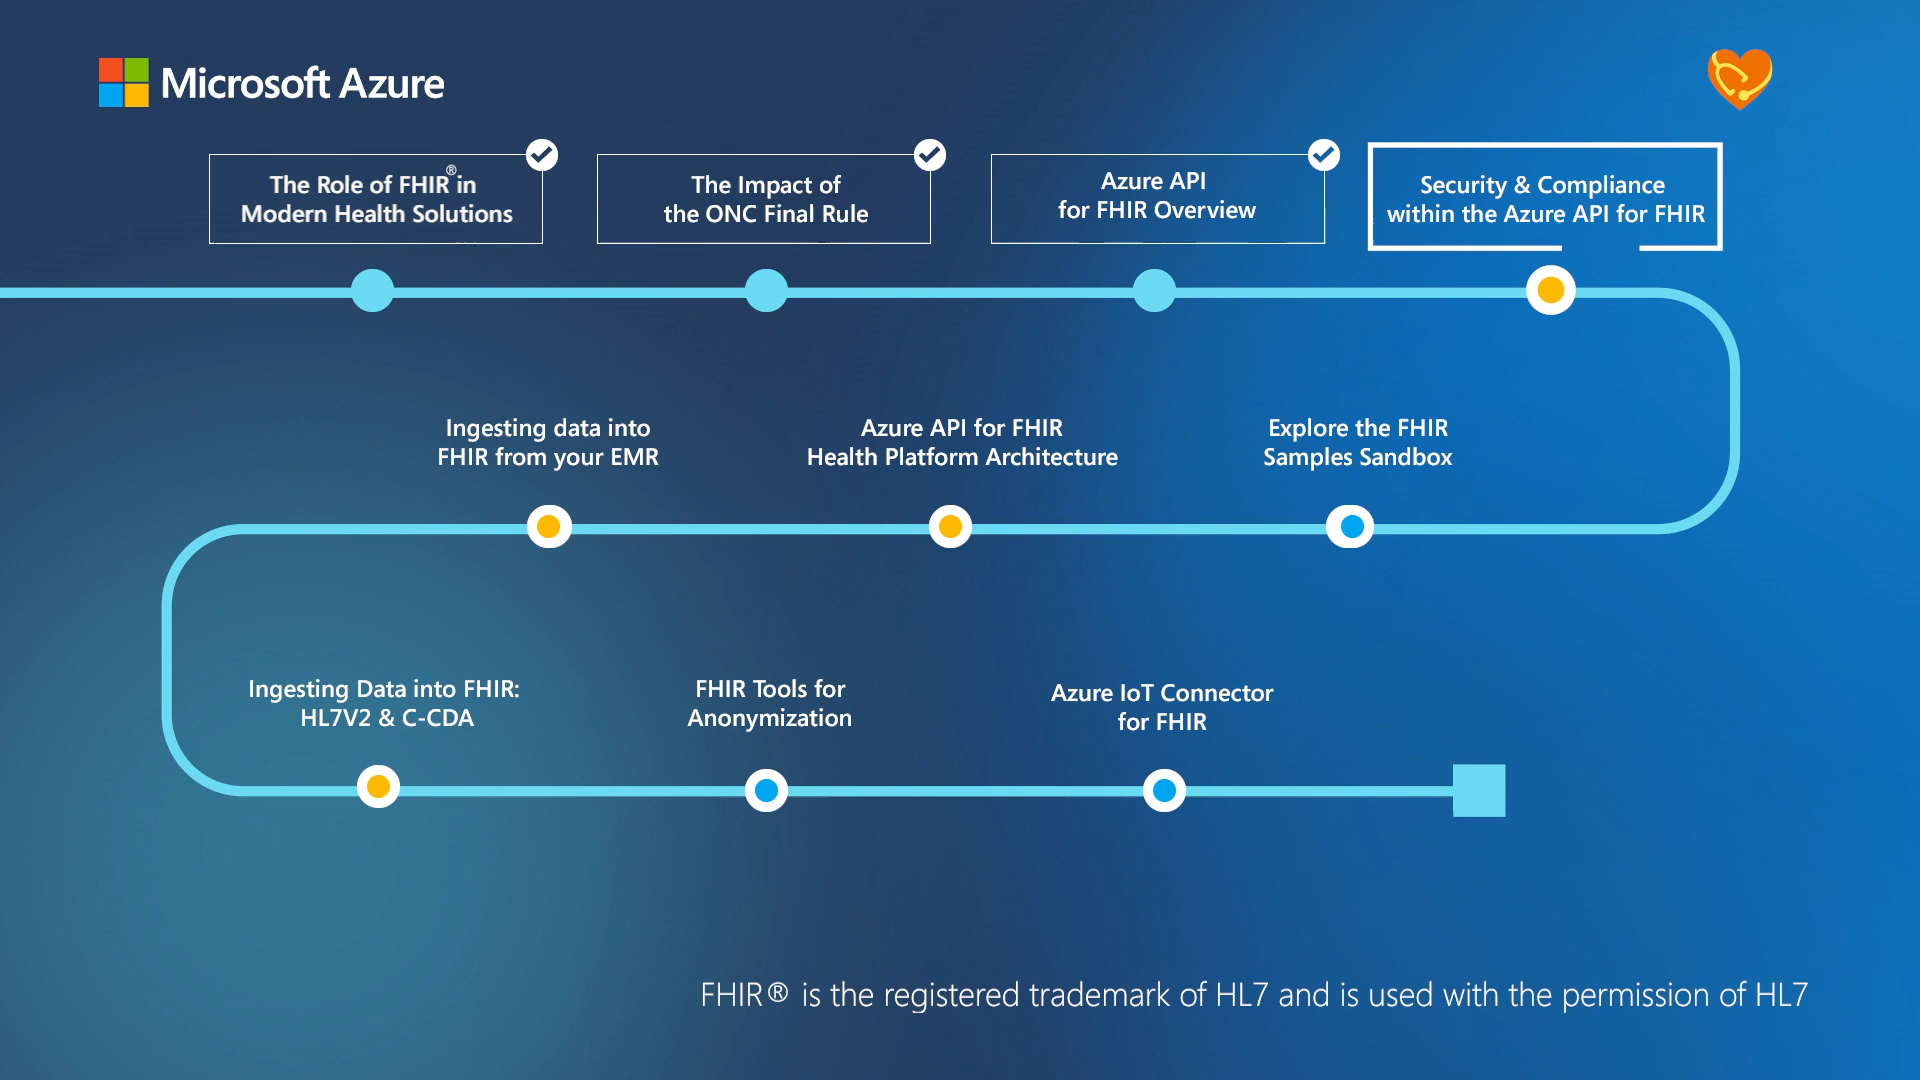 Microsoft Azure
The Role of FHIR® in
Modern Health Solutions
The Impact of
the ONC Final Rule
Azure API
for FHIR Overview
Security & Compliance
within the Azure API for FHIR
Ingesting data into
FHIR from your EMR
Azure API for FHIR
Health Platform Architecture
Explore the FHIR
Samples Sandbox
Ingesting Data into FHIR:
HL7V2 & C-CDA
FHIR Tools for
Anonymization
Azure IoT Connector
for FHIR
FHIR® is the registered trademark of HL7 and is used with the permission of HL7